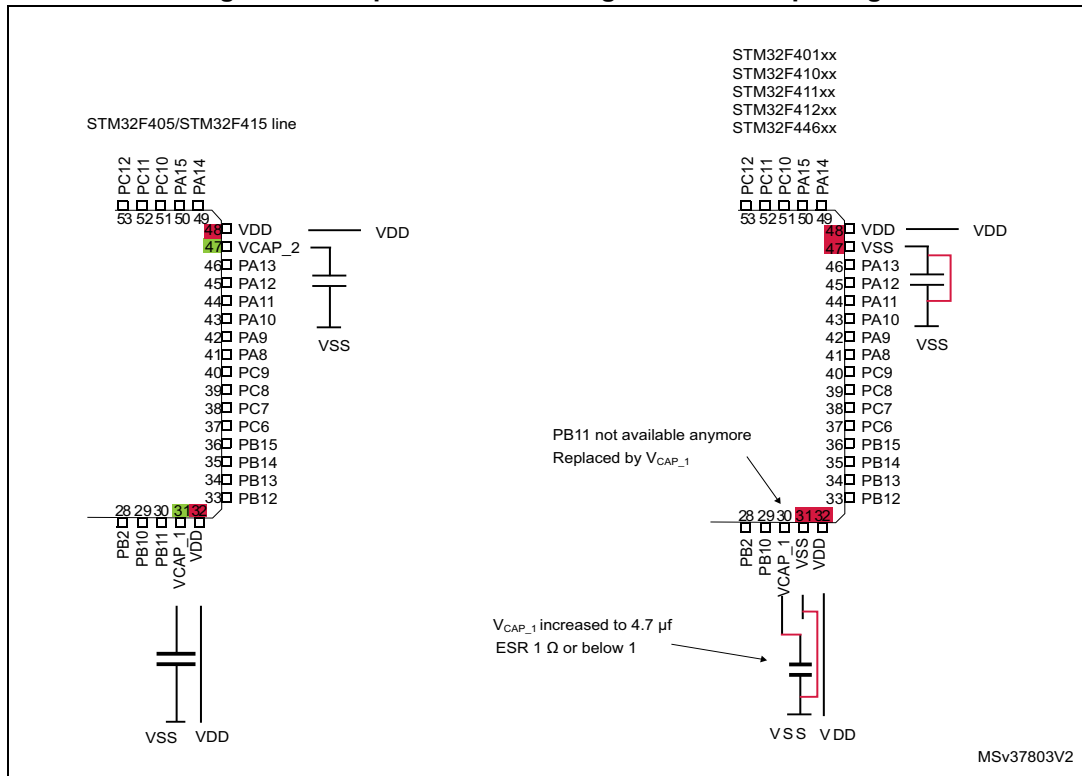 STM32F405/STM32F415 line
PC12
PC11
PC10
PA15
PA14
53 52 51 50 49
48 VDD
VDD
47 VCAP_2
46 PA13
45 PA12
44 PA11
43 PA10
42 PA9
41 PA8
40 PC9
39 PC8
38 PC7
37 PC6
36 PB15
35 PB14
34 PB13
33 PB12
VSS
28 29 30 31 32
PB2
PB10
PB11
VCAP_1
VDD
VSS VDD
STM32F401xx
STM32F410xx
STM32F411xx
STM32F412xx
STM32F446xx
PC12
PC11
PC10
PA15
PA14
53 52 51 50 49
48 VDD
VDD
47 VSS
46 PA13
45 PA12
44 PA11
43 PA10
42 PA9
41 PA8
40 PC9
39 PC8
38 PC7
37 PC6
36 PB15
35 PB14
34 PB13
33 PB12
VSS
PB11 not available anymore
Replaced by VCAP_1
28 29 30 31 32
PB2
PB10
VCAP_1
VSS
VDD
VCAP_1 increased to 4.7 µf
ESR 1 Ω or below 1
VSS VDD
MSv37803V2